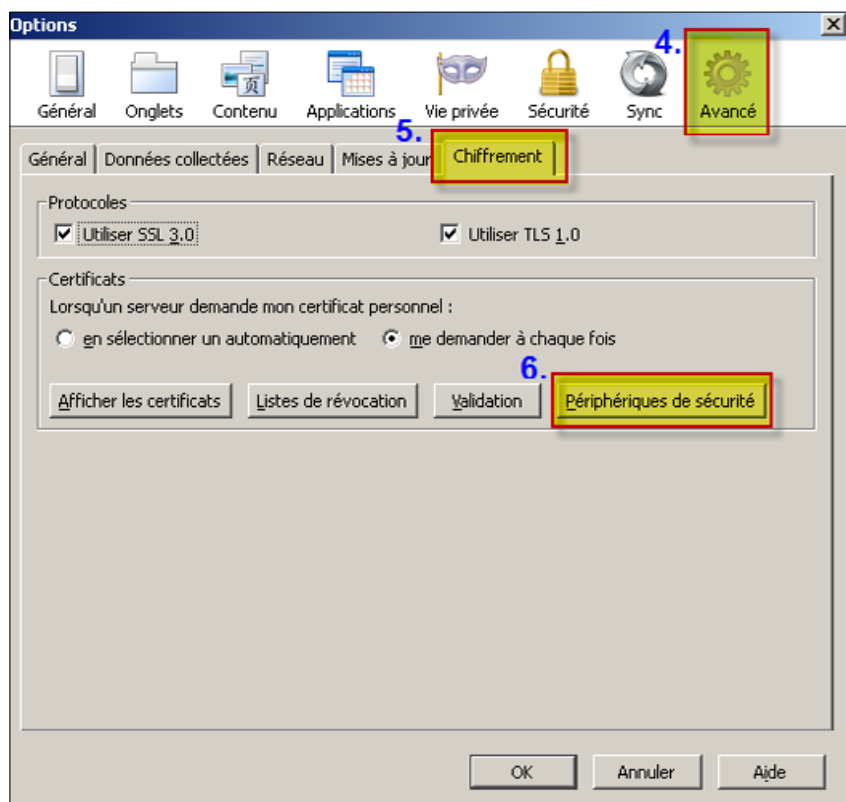 Options
4.
Général Onglets Contenu Applications Vie privée Sécurité Sync Avancé
5.
Général Données collectées Réseau Mises à jour Chiffrement
Protocoles
Utiliser SSL 3.0 Utiliser TLS 1.0
Certificats
Lorsqu'un serveur demande mon certificat personnel :
en sélectionner un automatiquement me demander à chaque fois
6.
Afficher les certificats Listes de révocation Validation Périphériques de sécurité
OK Annuler Aide